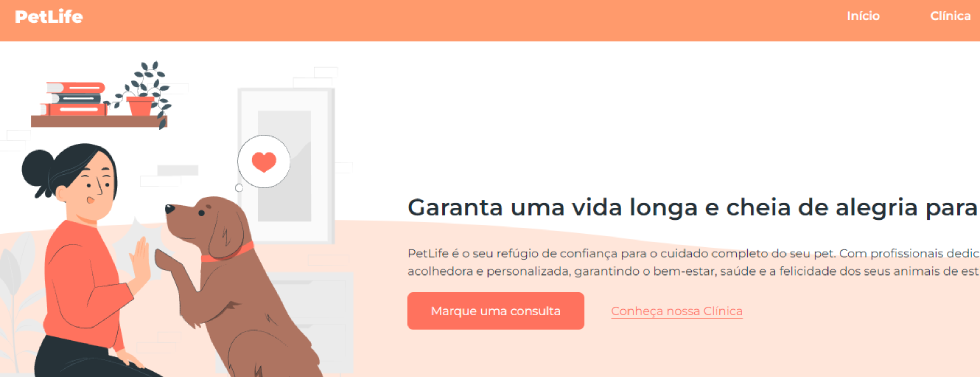 PetLife
Início
Clínica
Garanta uma vida longa e cheia de alegria para
PetLife é o seu refúgio de confiança para o cuidado completo do seu pet. Com profissionais
acolhedora e personalizada, garantindo o bem-estar, saúde e a felicidade dos seus animais de
Marque uma consulta
Conheça nossa Clínica